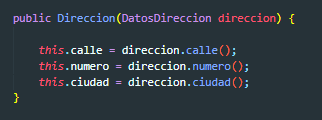 public Direccion(DatosDireccion direccion) {
this.calle = direccion.calle();
this.numero = direccion.numero();
this.ciudad = direccion.ciudad();
}